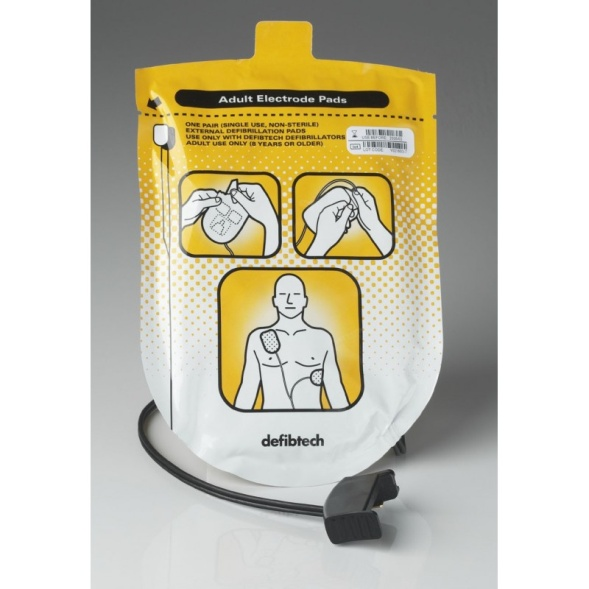 Adult Electrode Pads
ONE PAIR (SINGLE USE, NON-STERILE)
EXTERNAL DEFIBRILLATION PADS
USE ONLY WITH DEFIBTECH DEFIBRILLATORS
ADULT USE ONLY (8 YEARS OR OLDER)
defibtech